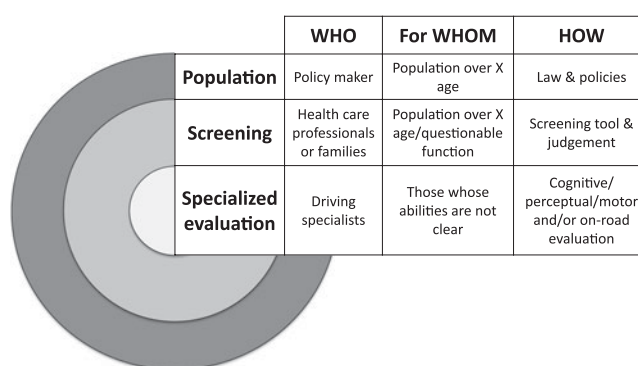 WHO For WHOM HOW
Population
Policy maker
Population over X
age
Law & policies
Screening
Health care
professionals
or families
Population over X
age/questionable
function
Screening tool &
judgement
Specialized
evaluation
Driving
specialists
Those whose
abilities are not
clear
Cognitive/
perceptual/motor
and/or on-road
evaluation